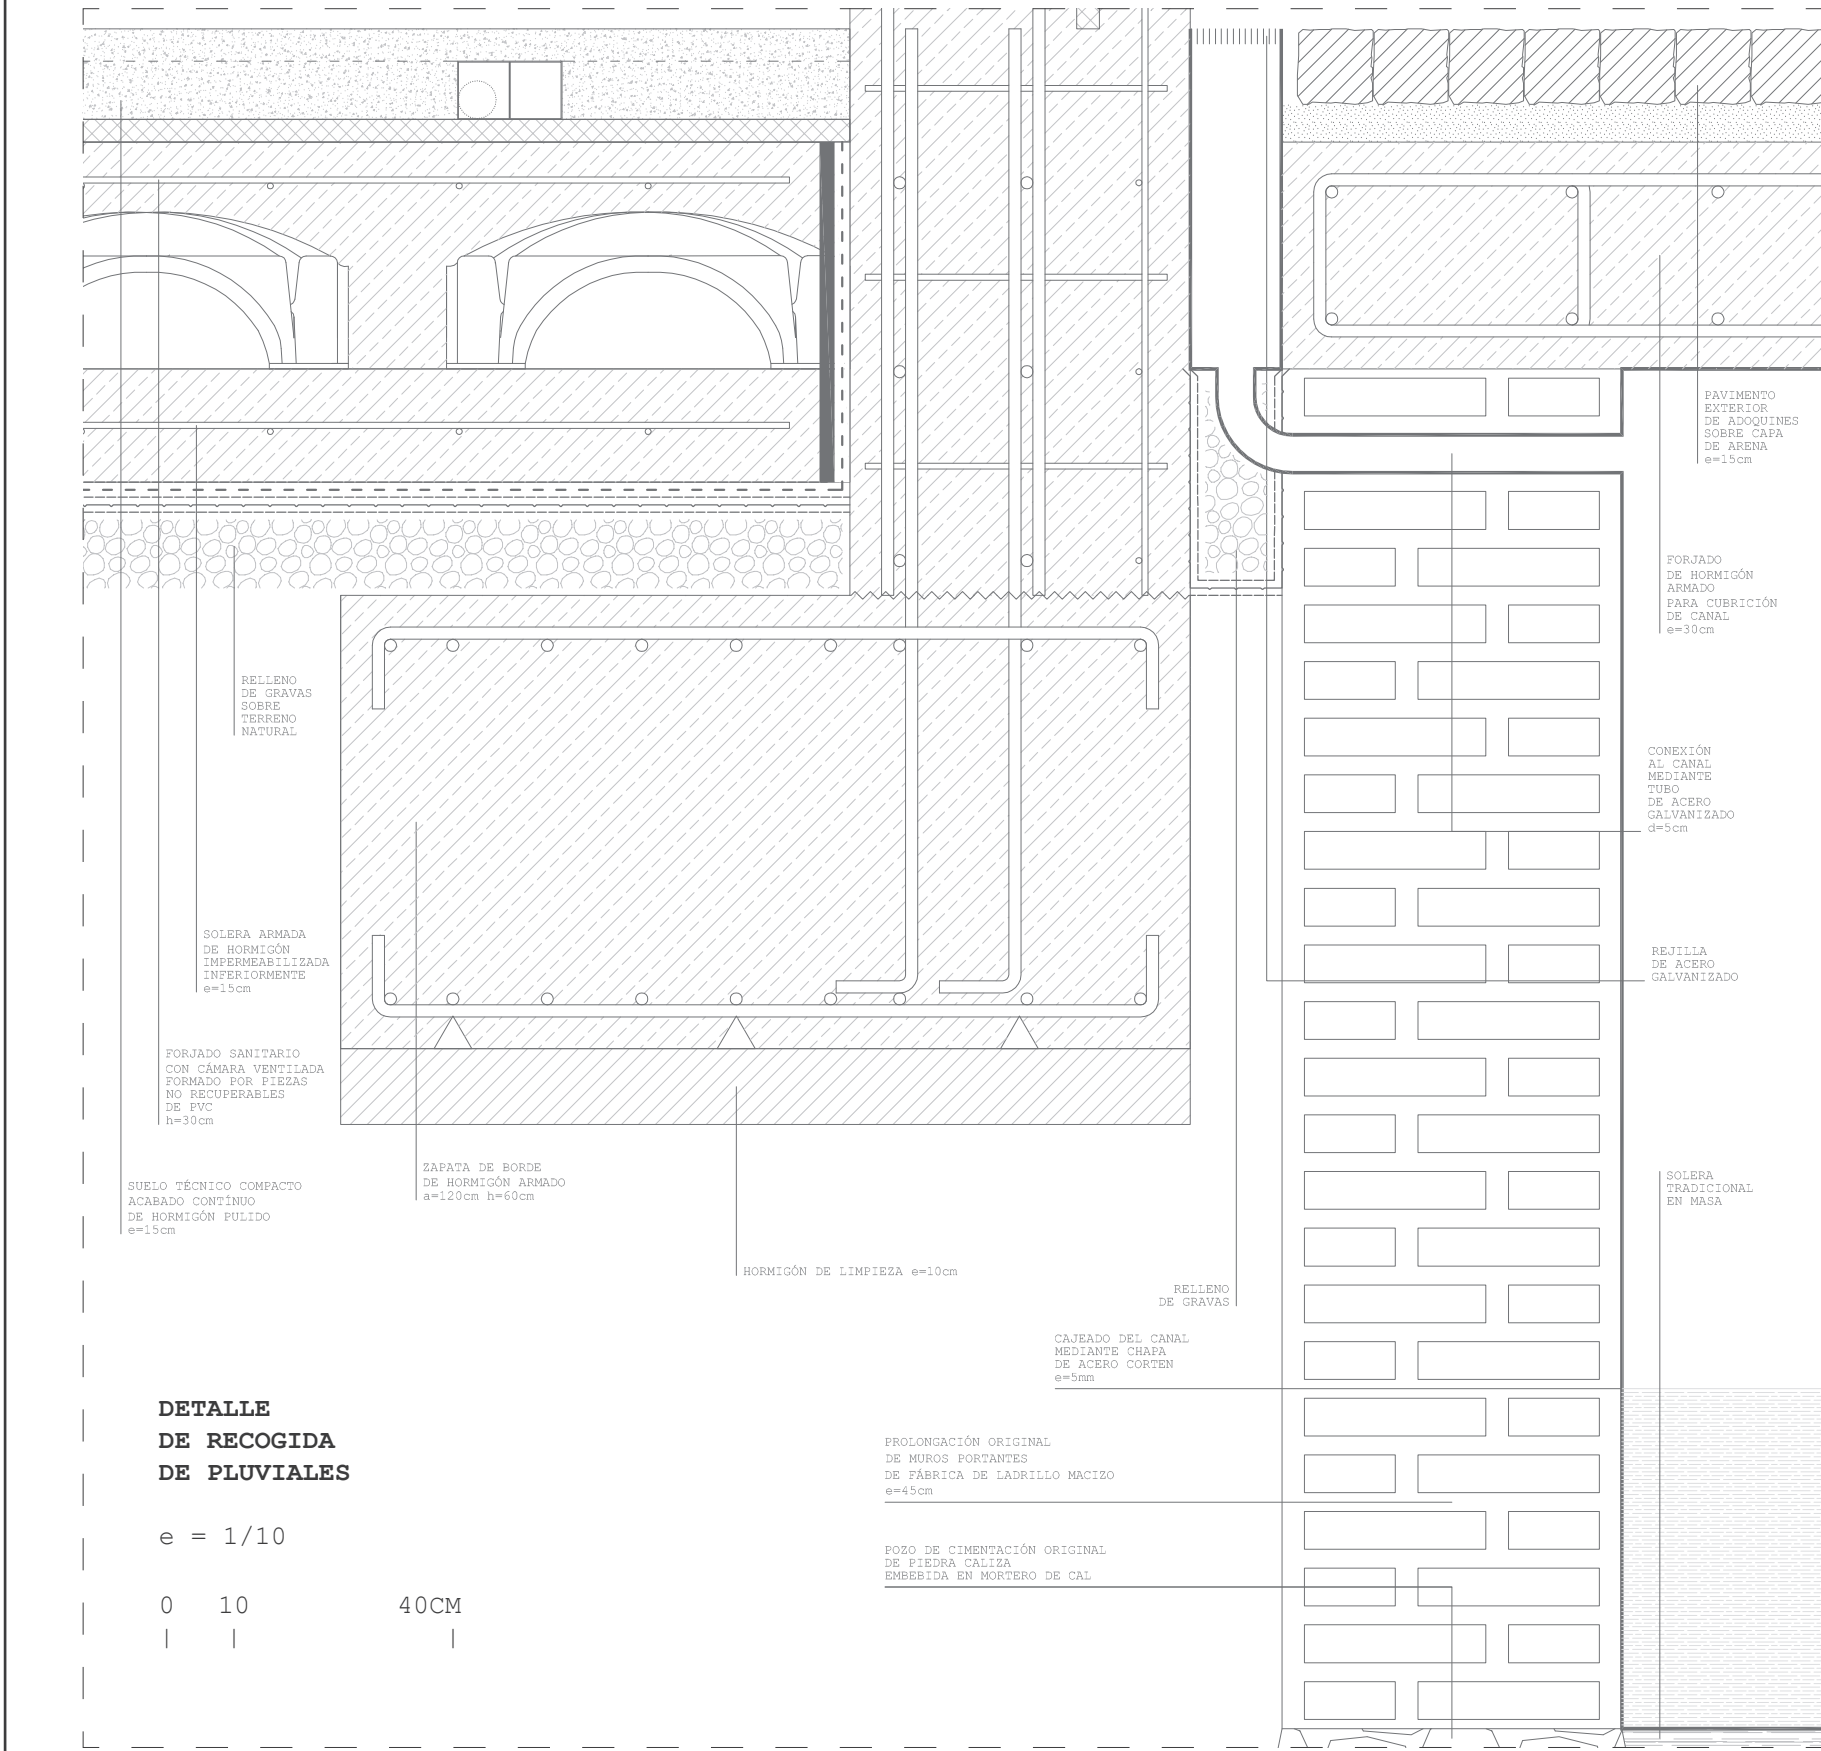 PAVIMENTO
EXTERIOR
DE ADOQUINES
SOBRE CAPA
DE ARENA
e=15cm
FORJADO
DE HORMIGÓN
ARMADO
PARA CUBRICIÓN
DE CANAL
e=30cm
RELLENO
DE GRAVAS
SOBRE
TERRENO
NATURAL
CONEXIÓN
AL CANAL
MEDIANTE
TUBO
DE ACERO
GALVANIZADO
d=5cm
SOLERA ARMADA
DE HORMIGÓN
IMPERMEABILIZADA
INFERIORMENTE
e=15cm
REJILLA
DE ACERO
GALVANIZADO
FORJADO SANITARIO
CON CÁMARA VENTILADA
FORMADO POR PIEZAS
NO RECUPERABLES
DE PVC
h=30cm
ZAPATA DE BORDE
DE HORMIGÓN ARMADO
a=120cm h=60cm
SUELO TÉCNICO COMPACTO
ACABADO CONTÍNUO
DE HORMIGÓN PULIDO
e=15cm
SOLERA
TRADICIONAL
EN MASA
HORMIGÓN DE LIMPIEZA e=10cm
RELLENO
DE GRAVAS
CAJEADO DEL CANAL
MEDIANTE CHAPA
DE ACERO CORTEN
e=5mm
PROLONGACIÓN ORIGINAL
DE MUROS PORTANTES
DE FÁBRICA DE LADRILLO MACIZO
e=45cm
POZO DE CIMENTACIÓN ORIGINAL
DE PIEDRA CALIZA
EMBEBIDA EN MORTERO DE CAL
DETALLE
DE RECOGIDA
DE PLUVIALES
e = 1/10
0 10 40CM